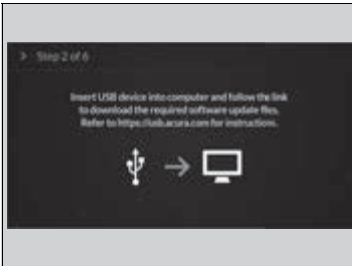 Step 2 of 6
Insert USB device into computer and follow the link
to download the required software update files.
Refer to https://usb.acura.com for instructions.